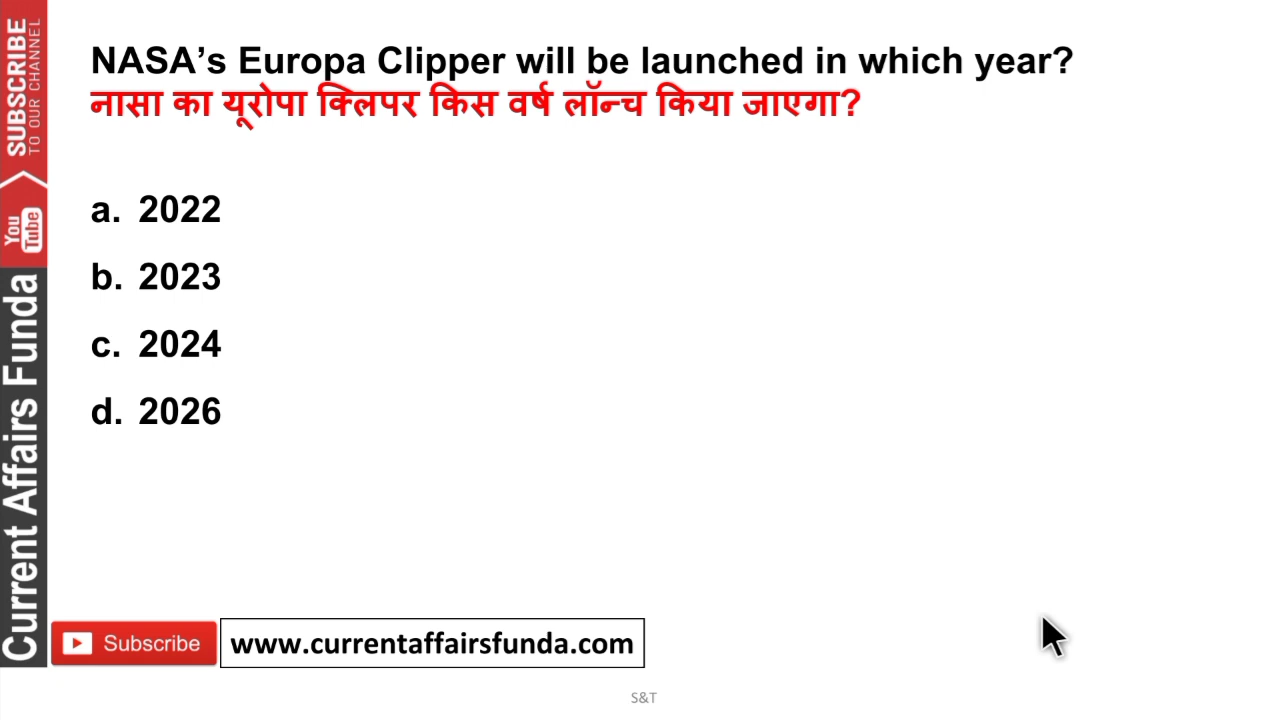 NASA’s Europa Clipper will be launched in which year?
नासा का यूरोपा क्लिपर किस वर्ष लॉन्च किया जाएगा?
a. 2022
b. 2023
c. 2024
d. 2026
SUBSCRIBE
TO OUR CHANNEL
You
Tube
Current Affairs Funda
Subscribe
www.currentaffairsfunda.com
S&T